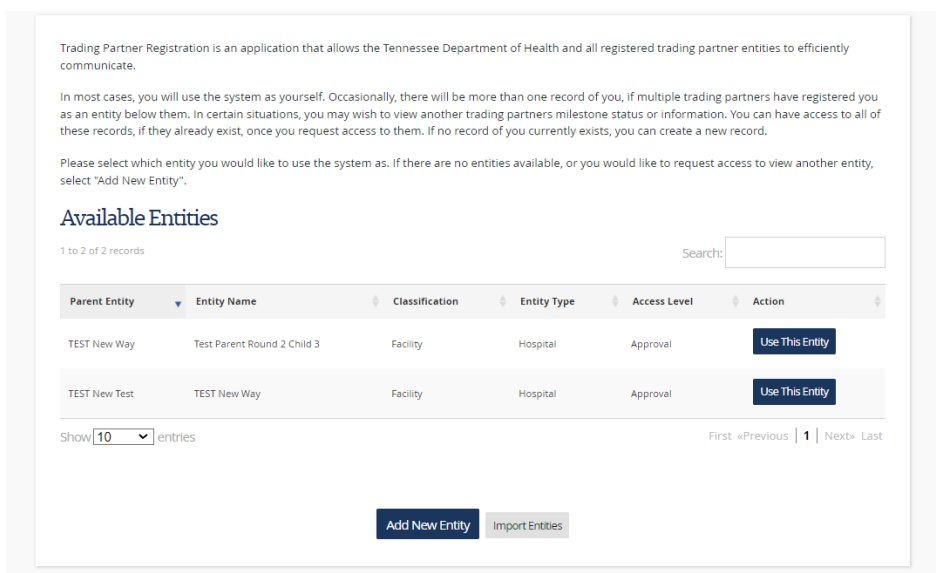 Trading Partner Registration is an application that allows the Tennessee Department of Health and all registered trading partner entities to efficiently
communicate.
In most cases, you will use the system as yourself. Occasionally, there will be more than one record of you, if multiple trading partners have registered you
as an entity below them. In certain situations, you may wish to view another trading partners milestone status or information. You can have access to all of
these records, if they already exist, once you request access to them. If no record of you currently exists, you can create a new record.
Please select which entity you would like to use the system as. If there are no entities available, or you would like to request access to view another entity,
select "Add New Entity".
Available Entities
1 to 2 of 2 records Search:
Parent Entity Entity Name Classification Entity Type Access Level Action
TEST New Way Test Parent Round 2 Child 3 Facility Hospital Approval Use This Entity
TEST New Test TEST New Way Facility Hospital Approval Use This Entity
Show 10 entries First «Previous 1 Next» Last
Add New Entity Import Entities